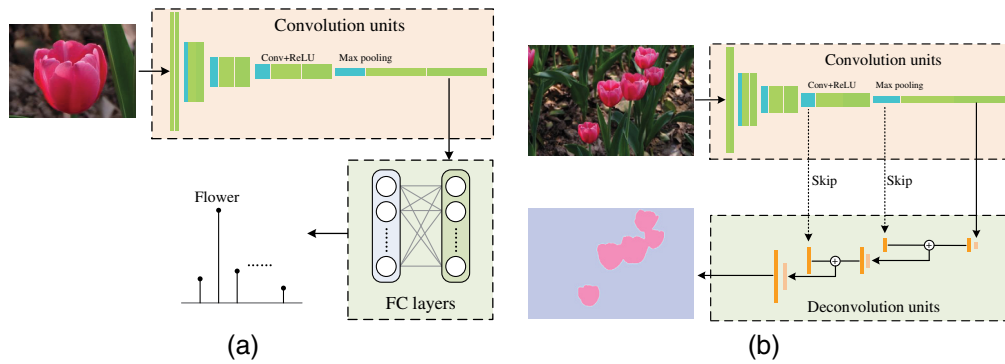 Convolution units
Conv+ReLU
Max pooling
Flower
FC layers
(a)
Convolution units
Conv+ReLU
Max pooling
Skip
Skip
Deconvolution units
(b)